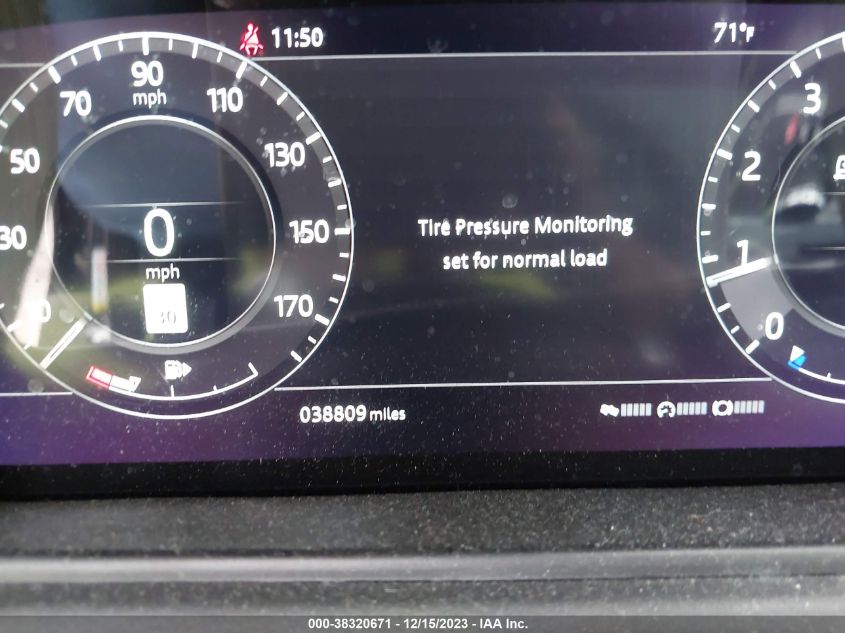 11:50
71°F
90
mph
70
110
50
130
30
0
150
mph
170
0
30
Tire Pressure Monitoring
set for normal load
3
2
1
0
038809 miles
000-38320671 - 12/15/2023 - IAA Inc.